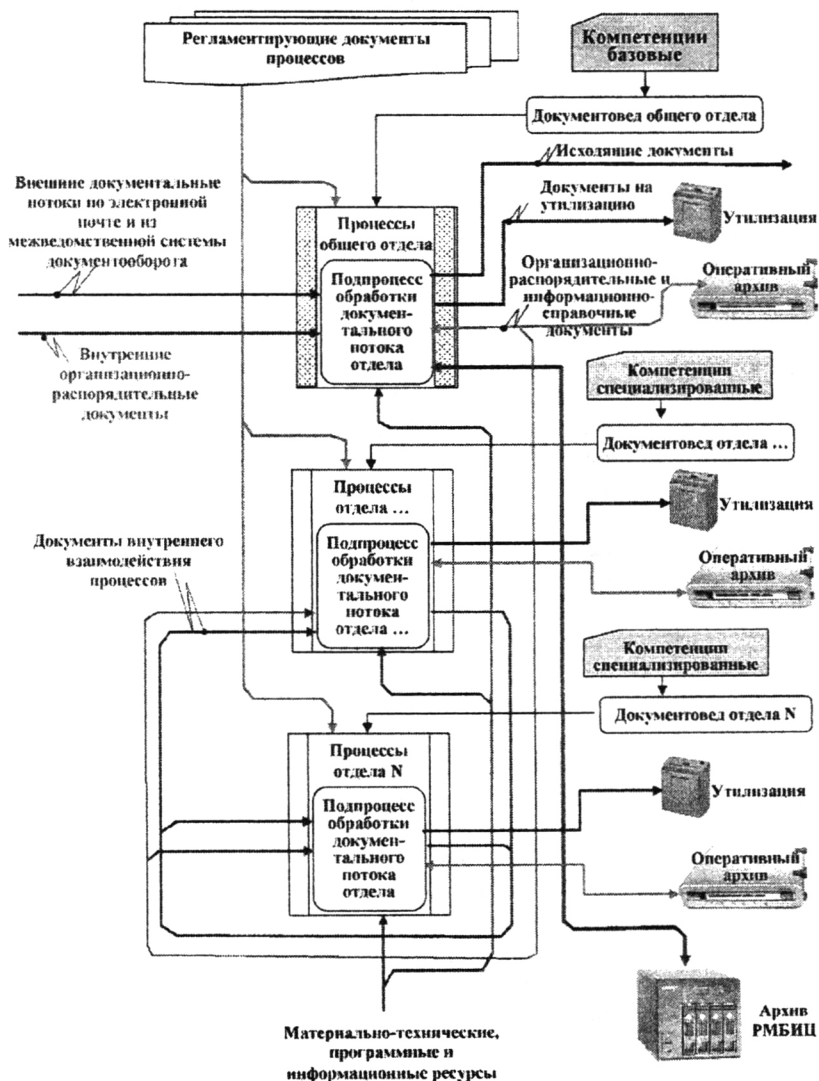 Регламентирующие документы
процессов
Компетенции
базовые
Документовед общего отдела
Исходящие документы
Внешние документальные
потоки по электронной
почте и из
межведомственной системы
документооборота
Документы на
утилизацию
Утилизация
Процессы
общего отдела
Подпроцесс
обработки
докумен-
тального
потока
отдела
Организационно-
распорядительные и
информационно-
справочные
документы
Оперативный
архив
Внутренние
организационно-
распорядительные
документы
Компетенции
специализированные
Документовед отдела ...
Процессы
отдела ...
Подпроцесс
обработки
докумен-
тального
потока
отдела ...
Утилизация
Документы внутреннего
взаимодействия
процессов
Оперативный
архив
Компетенции
специализированные
Документовед отдела N
Процессы
отдела N
Подпроцесс
обработки
докумен-
тального
потока
отдела
Утилизация
Оперативный
архив
Архив
РМБИЦ
Материально-технические,
программные и
информационные ресурсы